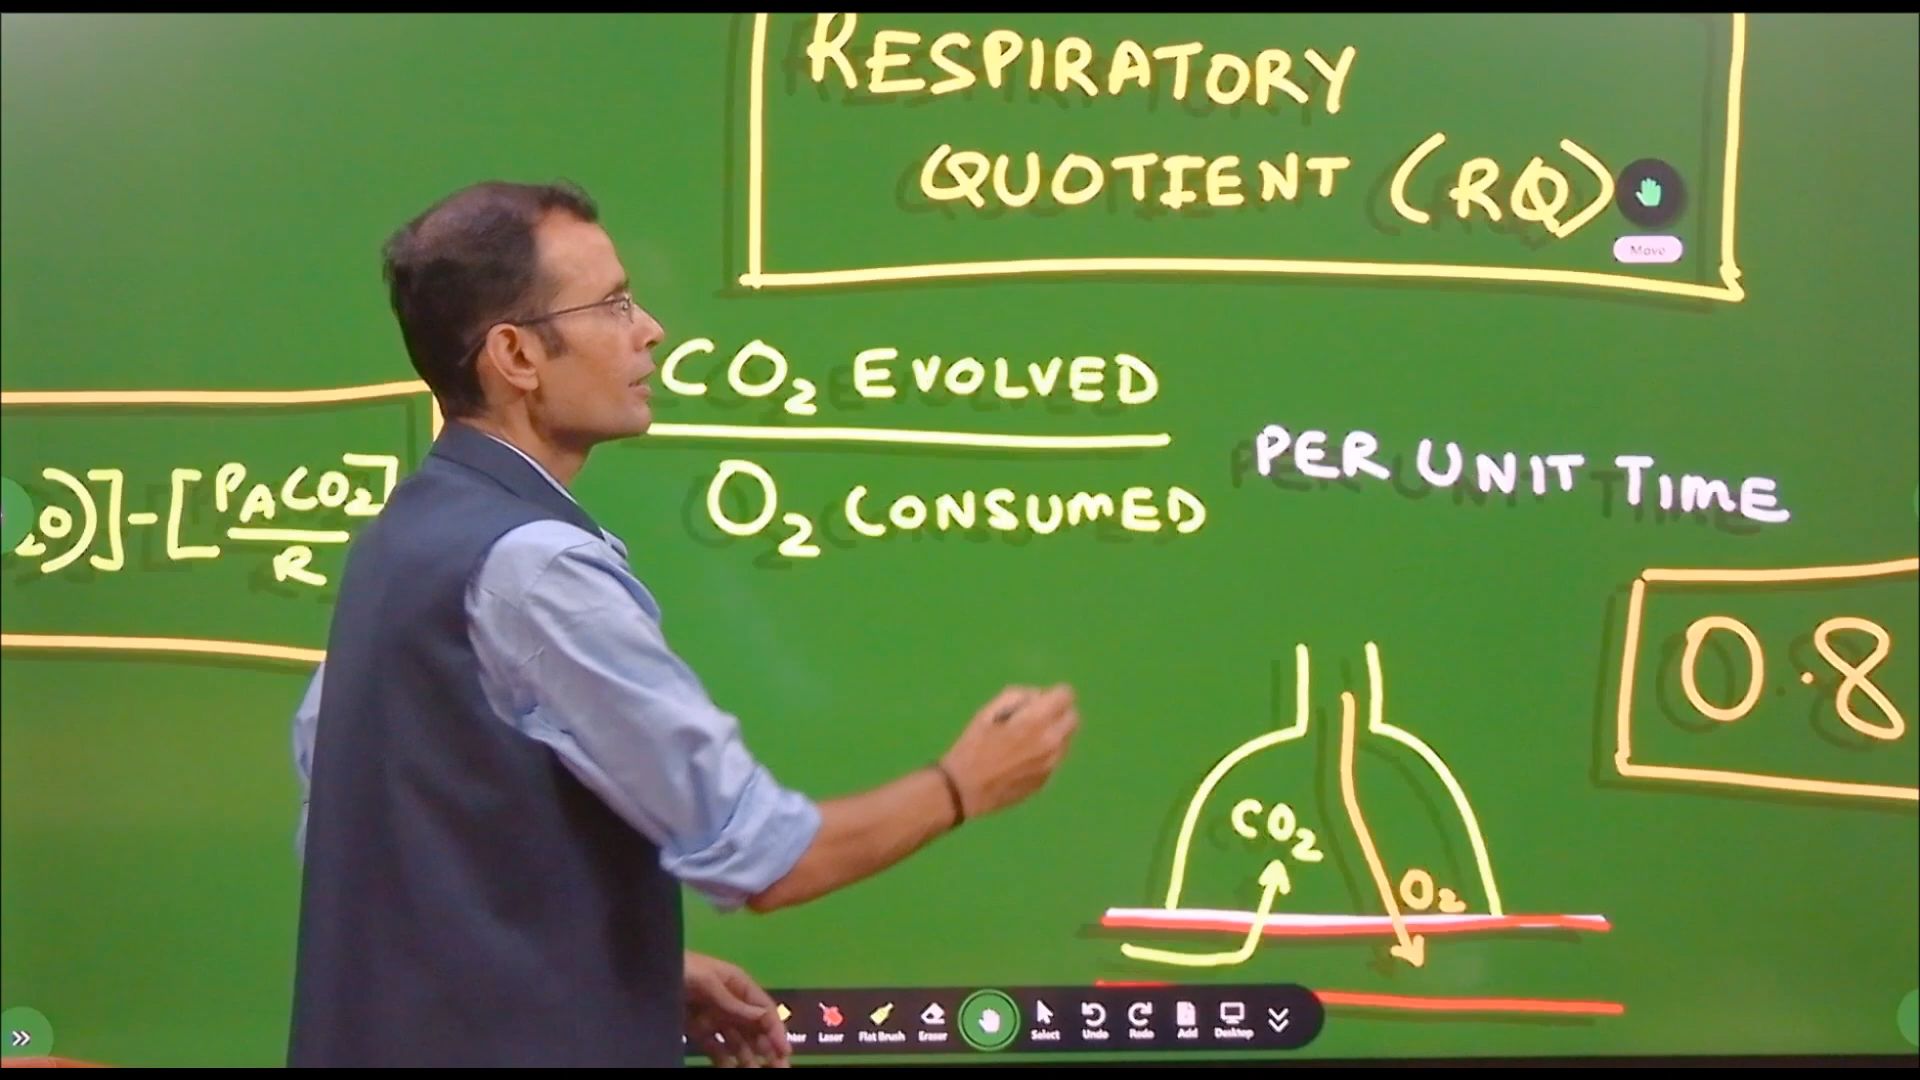 RESPIRATORY
QUOTIENT (RQ)
Move
CO₂ EVOLVED
O₂ CONSUMED
PER UNIT TIME
O)] - [PACO₂]
R
0.8
CO₂
O₂
Laser Flat Brush Eraser Select Undo Redo Add Desktop